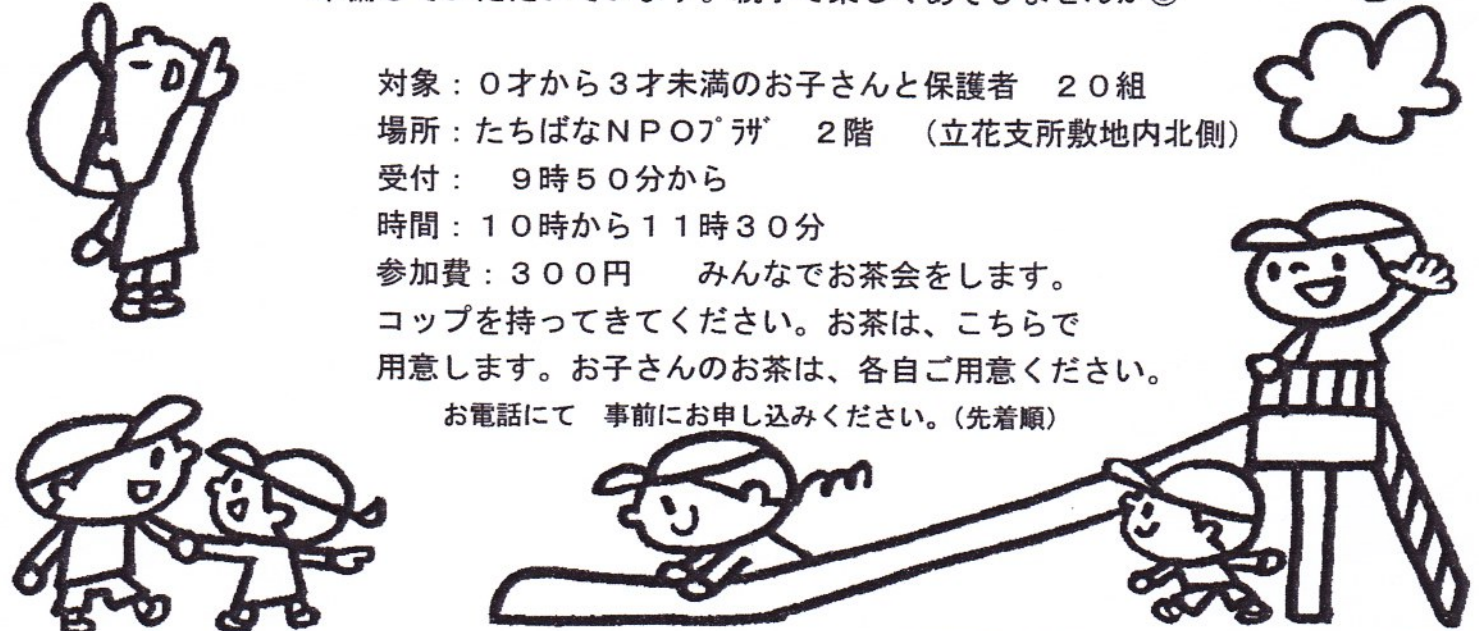 対象：０才から３才未満のお子さんと保護者　２０組
場所：たちばなＮＰＯﾌﾟﾗｻﾞ　２階　（立花支所敷地内北側）
受付：　９時５０分から
時間：１０時から１１時３０分
参加費：３００円　　みんなでお茶会をします。
コップを持ってきてください。お茶は、こちらで
用意します。お子さんのお茶は、各自ご用意ください。
お電話にて　事前にお申し込みください。（先着順）